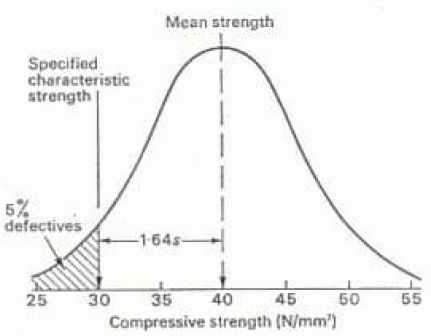 Mean strength
Specified
characteristic
strength
5%
defectives
1·64s
25 30 35 40 45 50 55
Compressive strength (N/mm²)